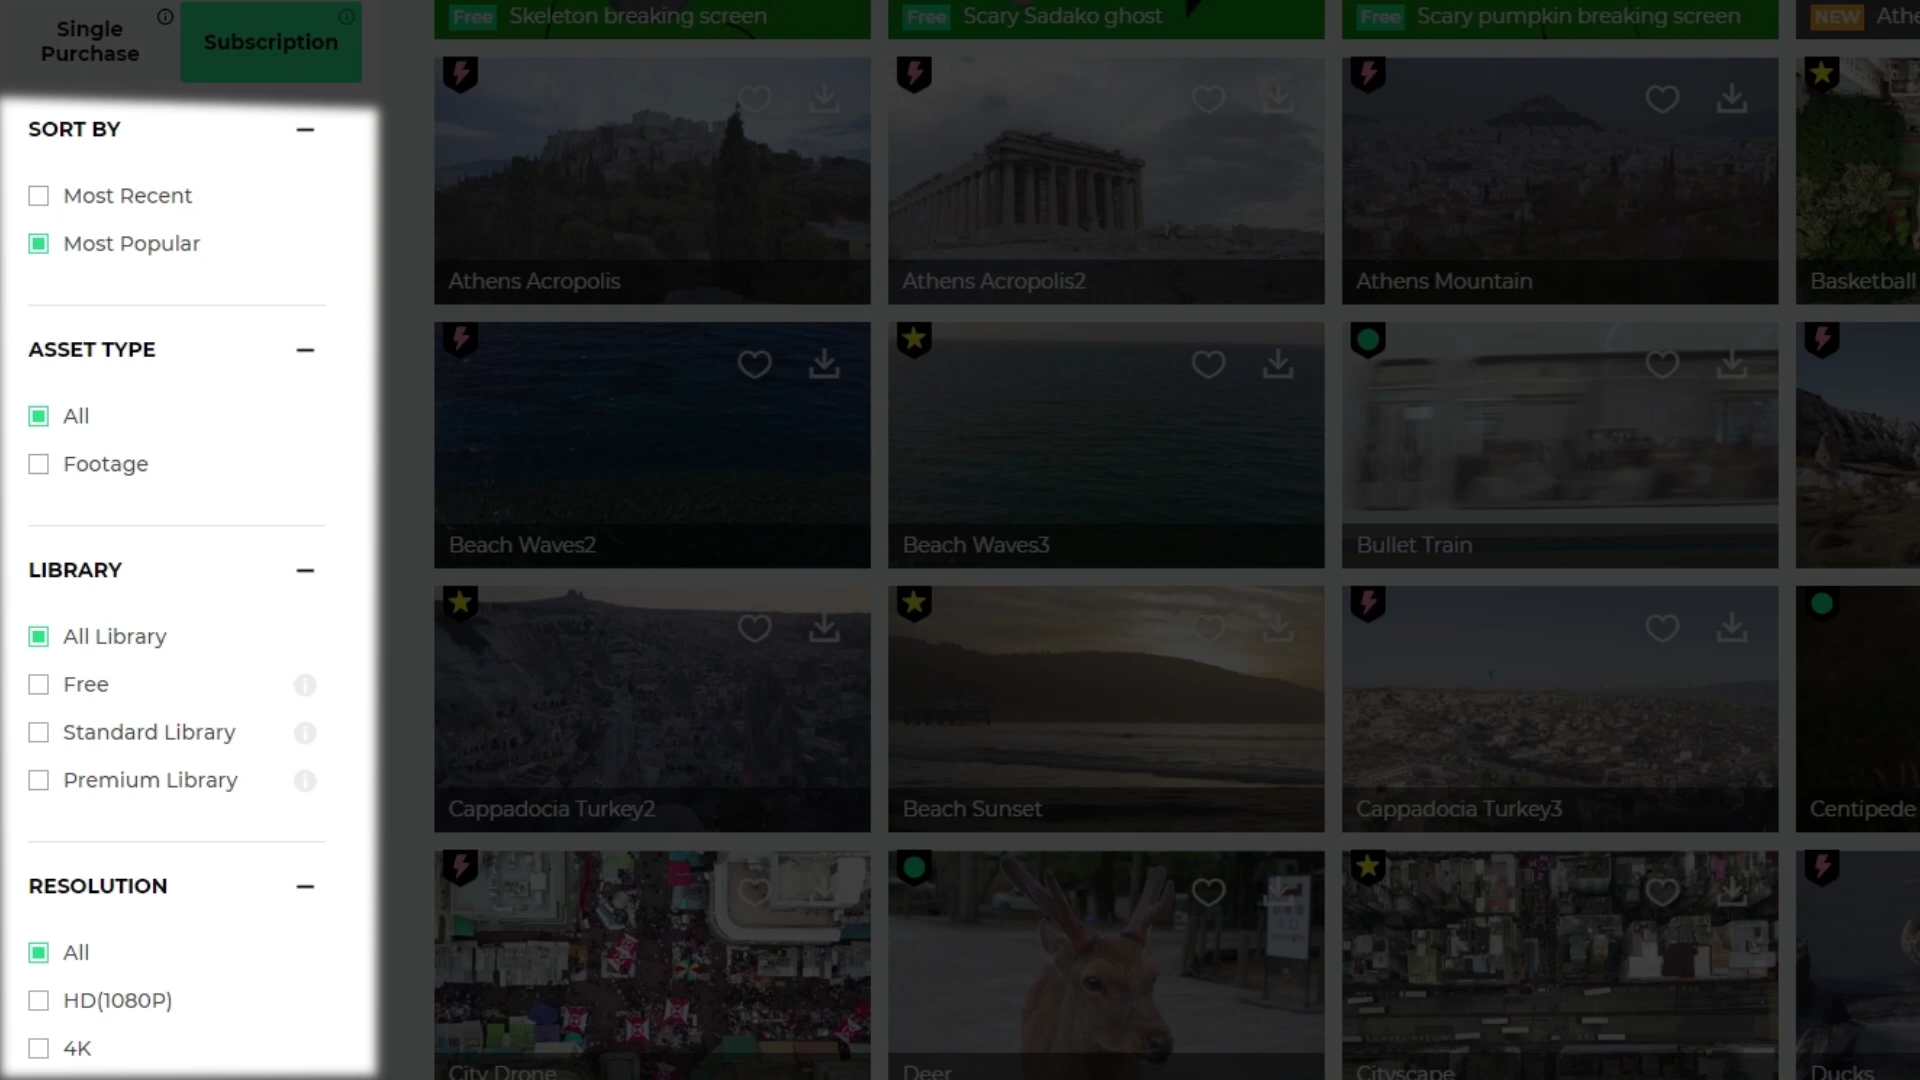 Single
Purchase
Subscription
SORT BY
Most Recent
Most Popular
ASSET TYPE
All
Footage
LIBRARY
All Library
Free
Standard Library
Premium Library
RESOLUTION
All
HD(1080P)
4K
Free Skeleton breaking screen
Free Scary Sadako ghost
Free Scary pumpkin breaking screen
NEW Athe
Athens Acropolis
Athens Acropolis2
Athens Mountain
Basketball
Beach Waves2
Beach Waves3
Bullet Train
Cappadocia Turkey2
Beach Sunset
Cappadocia Turkey3
Centipede
City Drone
Deer
Cityscape
Ducks